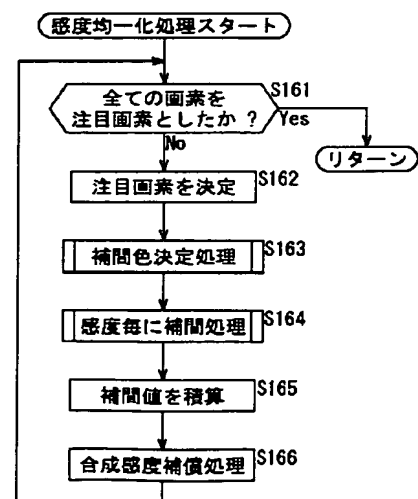 感度均一化処理スタート
S161
全ての画素を
注目画素としたか ?
Yes
No
リターン
注目画素を決定
S162
補間色決定処理
S163
感度毎に補間処理
S164
補間値を積算
S165
合成感度補償処理
S166